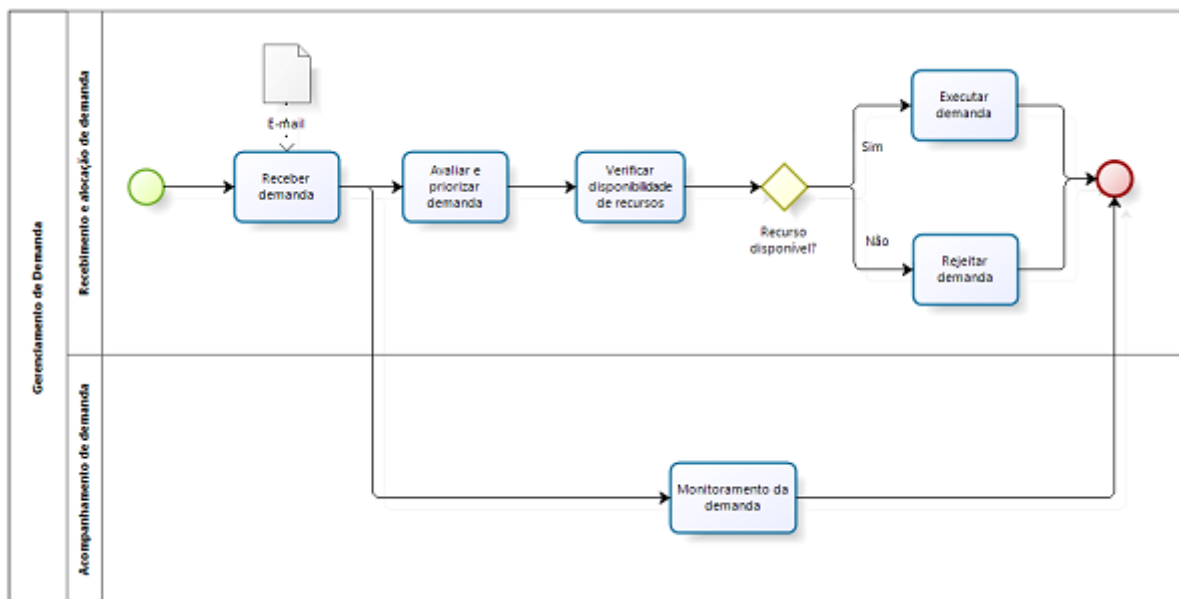 Gerenciamento de Demanda
Recebimento e alocação de demanda
E-mail
Receber
demanda
Avaliar e
priorizar
demanda
Verificar
disponibilidade
de recursos
Recurso
disponível?
Sim
Não
Executar
demanda
Rejeitar
demanda
Acompanhamento de demanda
Monitoramento da
demanda